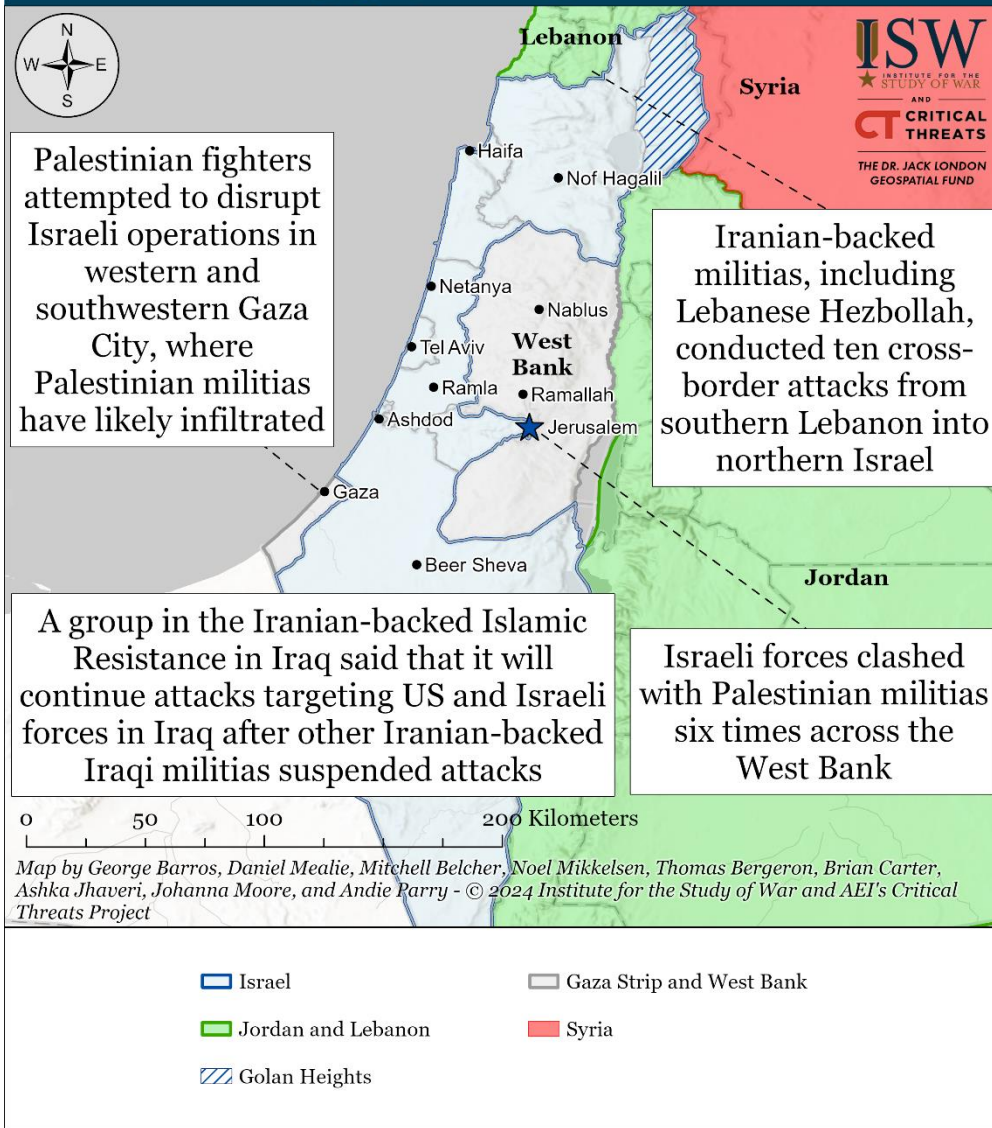 N
W
E
S
Lebanon
Syria
ISW
INSTITUTE FOR THE
STUDY OF WAR
AND
CT CRITICAL
THREATS
THE DR. JACK LONDON
GEOSPATIAL FUND
Palestinian fighters
attempted to disrupt
Israeli operations in
western and
southwestern Gaza
City, where
Palestinian militias
have likely infiltrated
Haifa
Nof Hagalil
Iranian-backed
militias, including
Lebanese Hezbollah,
conducted ten cross-
border attacks from
southern Lebanon into
northern Israel
Netanya
Nablus
Tel Aviv
West
Bank
Ramla
Ramallah
Ashdod
Jerusalem
Gaza
Beer Sheva
Jordan
A group in the Iranian-backed Islamic
Resistance in Iraq said that it will
continue attacks targeting US and Israeli
forces in Iraq after other Iranian-backed
Iraqi militias suspended attacks
Israeli forces clashed
with Palestinian militias
six times across the
West Bank
0 50 100 200 Kilometers
Map by George Barros, Daniel Mealie, Mitchell Belcher, Noel Mikkelsen, Thomas Bergeron, Brian Carter,
Ashka Jhaveri, Johanna Moore, and Andie Parry - © 2024 Institute for the Study of War and AEI's Critical
Threats Project
Israel
Gaza Strip and West Bank
Jordan and Lebanon
Syria
Golan Heights